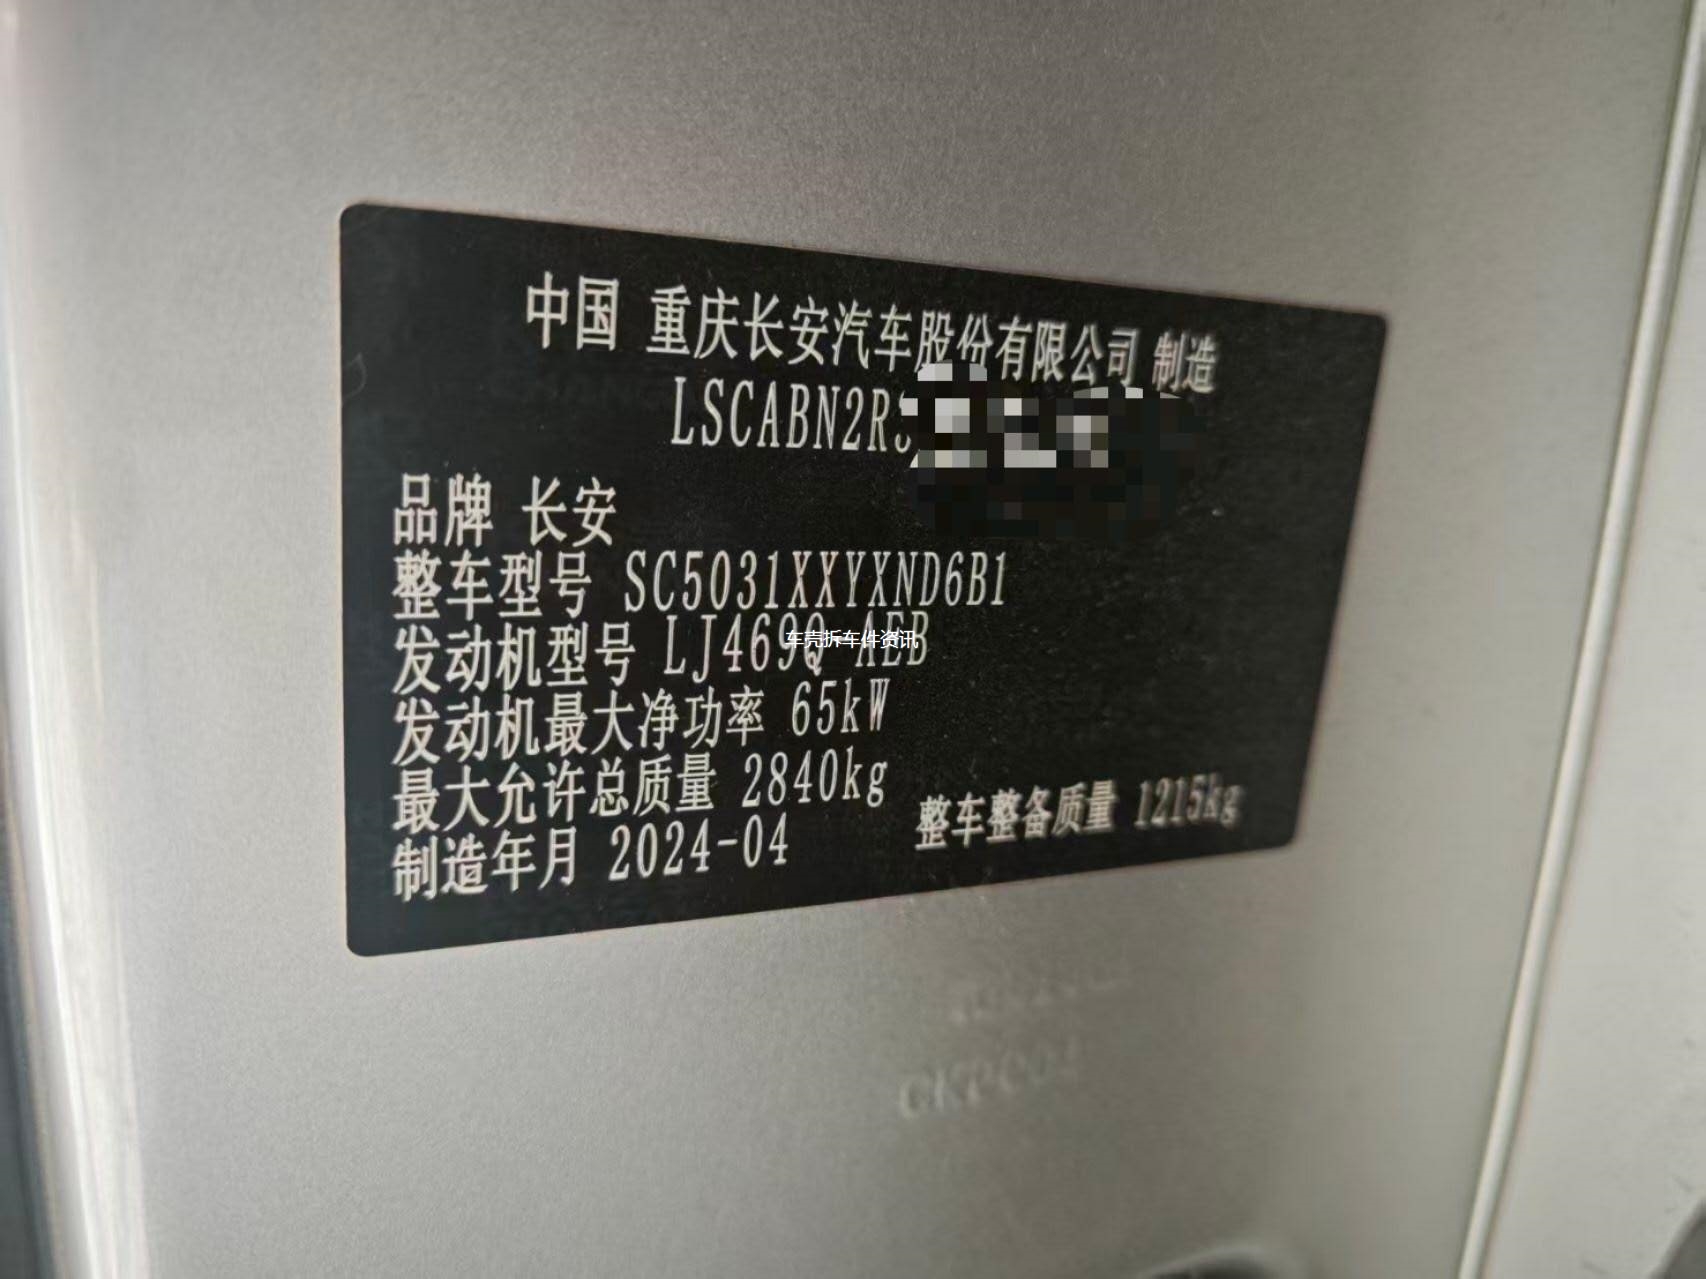 中国 重庆长安汽车股份有限公司 制造
LSCABN2R
品牌 长安
整车型号 SC5031XXYXND6B1
发动机型号 LJ469Q-AEB
车壳拆车件资讯
发动机最大净功率 65kW
最大允许总质量 2840kg 整车整备质量 1215kg
制造年月 2024-04